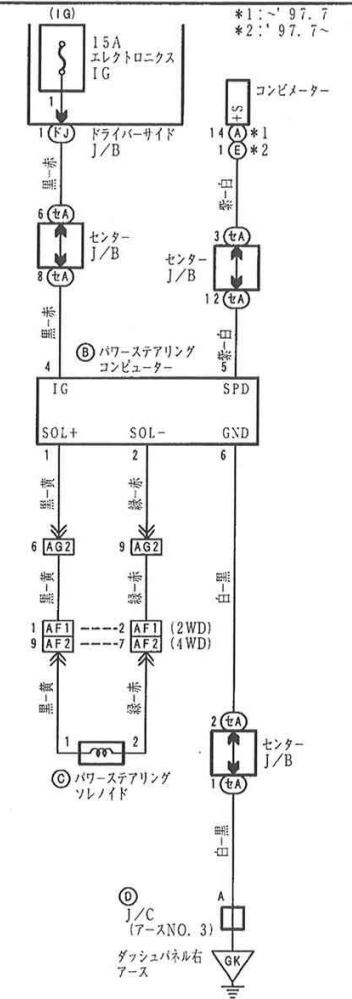 (IG)
*1:~'97.7
*2:'97.7~
15A
エレクトロニクス
IG
1
コンビメーター
S+
1 ドJ ドライバーサイド
J/B
14 A *1
1 E *2
黒-赤
紫-白
6 セA
センター
J/B
8 セA
3 セA
センター
J/B
12 セA
黒-赤
紫-白
B パワーステアリング
コンピューター
4
5
IG
SPD
SOL+
SOL-
GND
1
2
6
黒-黄
緑-赤
6 AG2
9 AG2
黒-黄
緑-赤
白-黒
1 AF1 2 AF1 (2WD)
9 AF2 7 AF2 (4WD)
黒-黄
緑-赤
1
2
C パワーステアリング
ソレノイド
2 セA
センター
J/B
1 セA
白-黒
D
J/C
(アースNO.3)
A
ダッシュパネル右
アース
GK